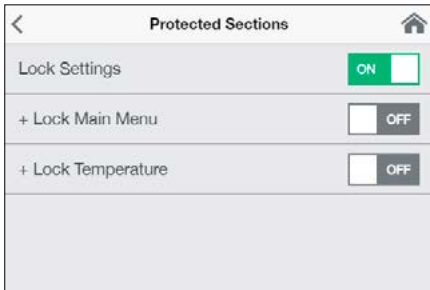 Protected Sections
Lock Settings ON
+ Lock Main Menu OFF
+ Lock Temperature OFF